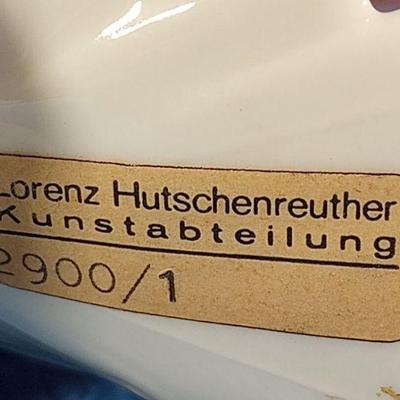 Lorenz Hutschenreuther
Kunstabteilung
2900/1